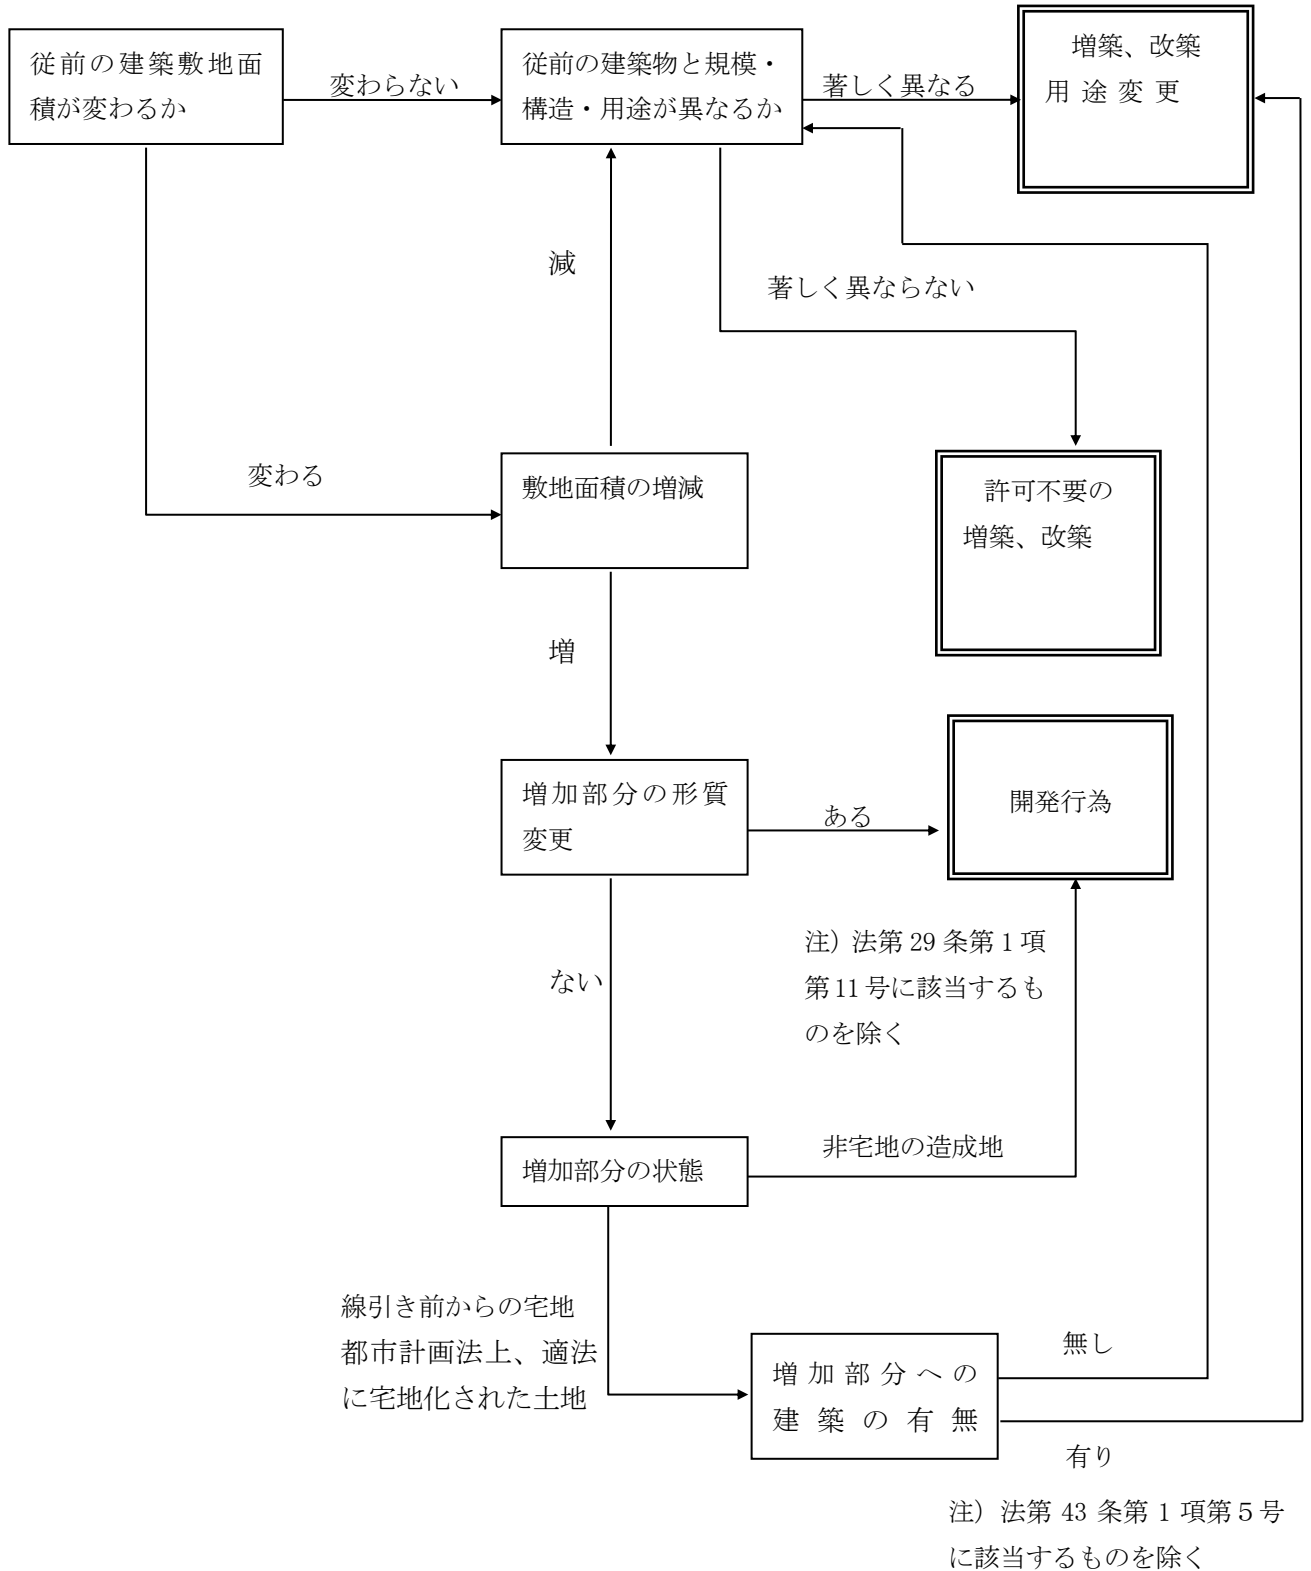 従前の建築敷地面
積が変わるか
変わらない
従前の建築物と規模・
構造・用途が異なるか
著しく異なる
増築、改築
用途変更
減
著しく異ならない
変わる
敷地面積の増減
許可不要の
増築、改築
増
増加部分の形質
変更
ある
開発行為
注）法第 29 条第 1 項
第 11 号に該当するも
のを除く
ない
増加部分の状態
非宅地の造成地
線引き前からの宅地
都市計画法上、適法
に宅地化された土地
増加部分への
建築の有無
無し
有り
注）法第 43 条第 1 項第５号
に該当するものを除く